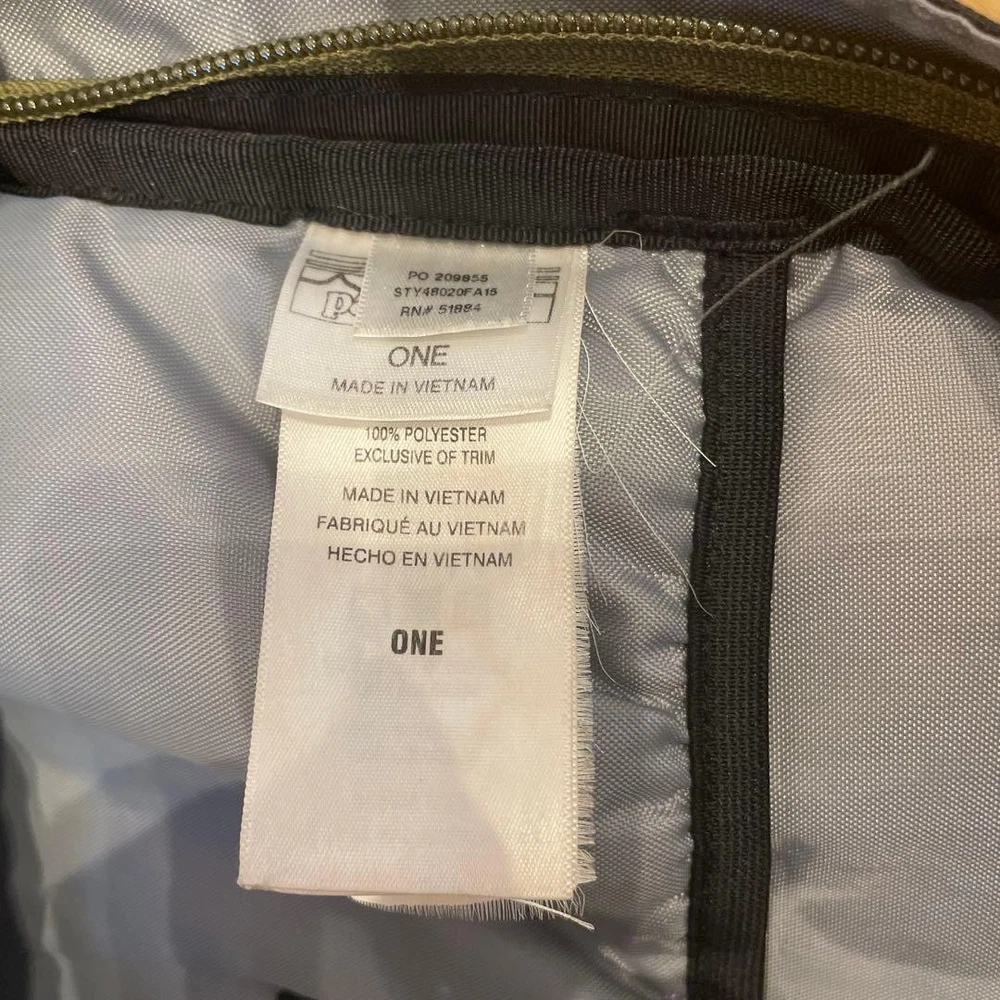 PO 209855
STY48020FA15
RN# 51884
ONE
MADE IN VIETNAM
100% POLYESTER
EXCLUSIVE OF TRIM
MADE IN VIETNAM
FABRIQUÉ AU VIETNAM
HECHO EN VIETNAM
ONE